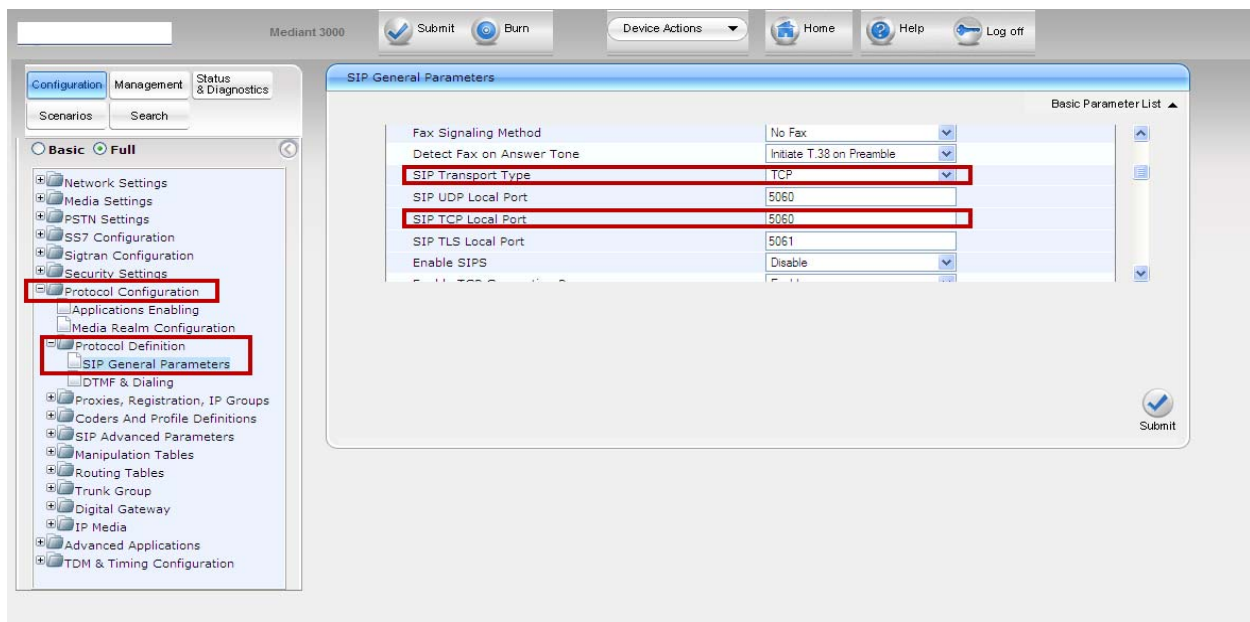 Mediant 3000
Submit
Burn
Device Actions
Home
Help
Log off
Configuration
Management
Status & Diagnostics
Scenarios
Search
Basic
Full
Network Settings
Media Settings
PSTN Settings
SS7 Configuration
Sigtran Configuration
Security Settings
Protocol Configuration
Applications Enabling
Media Realm Configuration
Protocol Definition
SIP General Parameters
DTMF & Dialing
Proxies, Registration, IP Groups
Coders And Profile Definitions
SIP Advanced Parameters
Manipulation Tables
Routing Tables
Trunk Group
Digital Gateway
IP Media
Advanced Applications
TDM & Timing Configuration
SIP General Parameters
Basic Parameter List
Fax Signaling Method No Fax
Detect Fax on Answer Tone Initiate T.38 on Preamble
SIP Transport Type TCP
SIP UDP Local Port 5060
SIP TCP Local Port 5060
SIP TLS Local Port 5061
Enable SIPS Disable
Submit